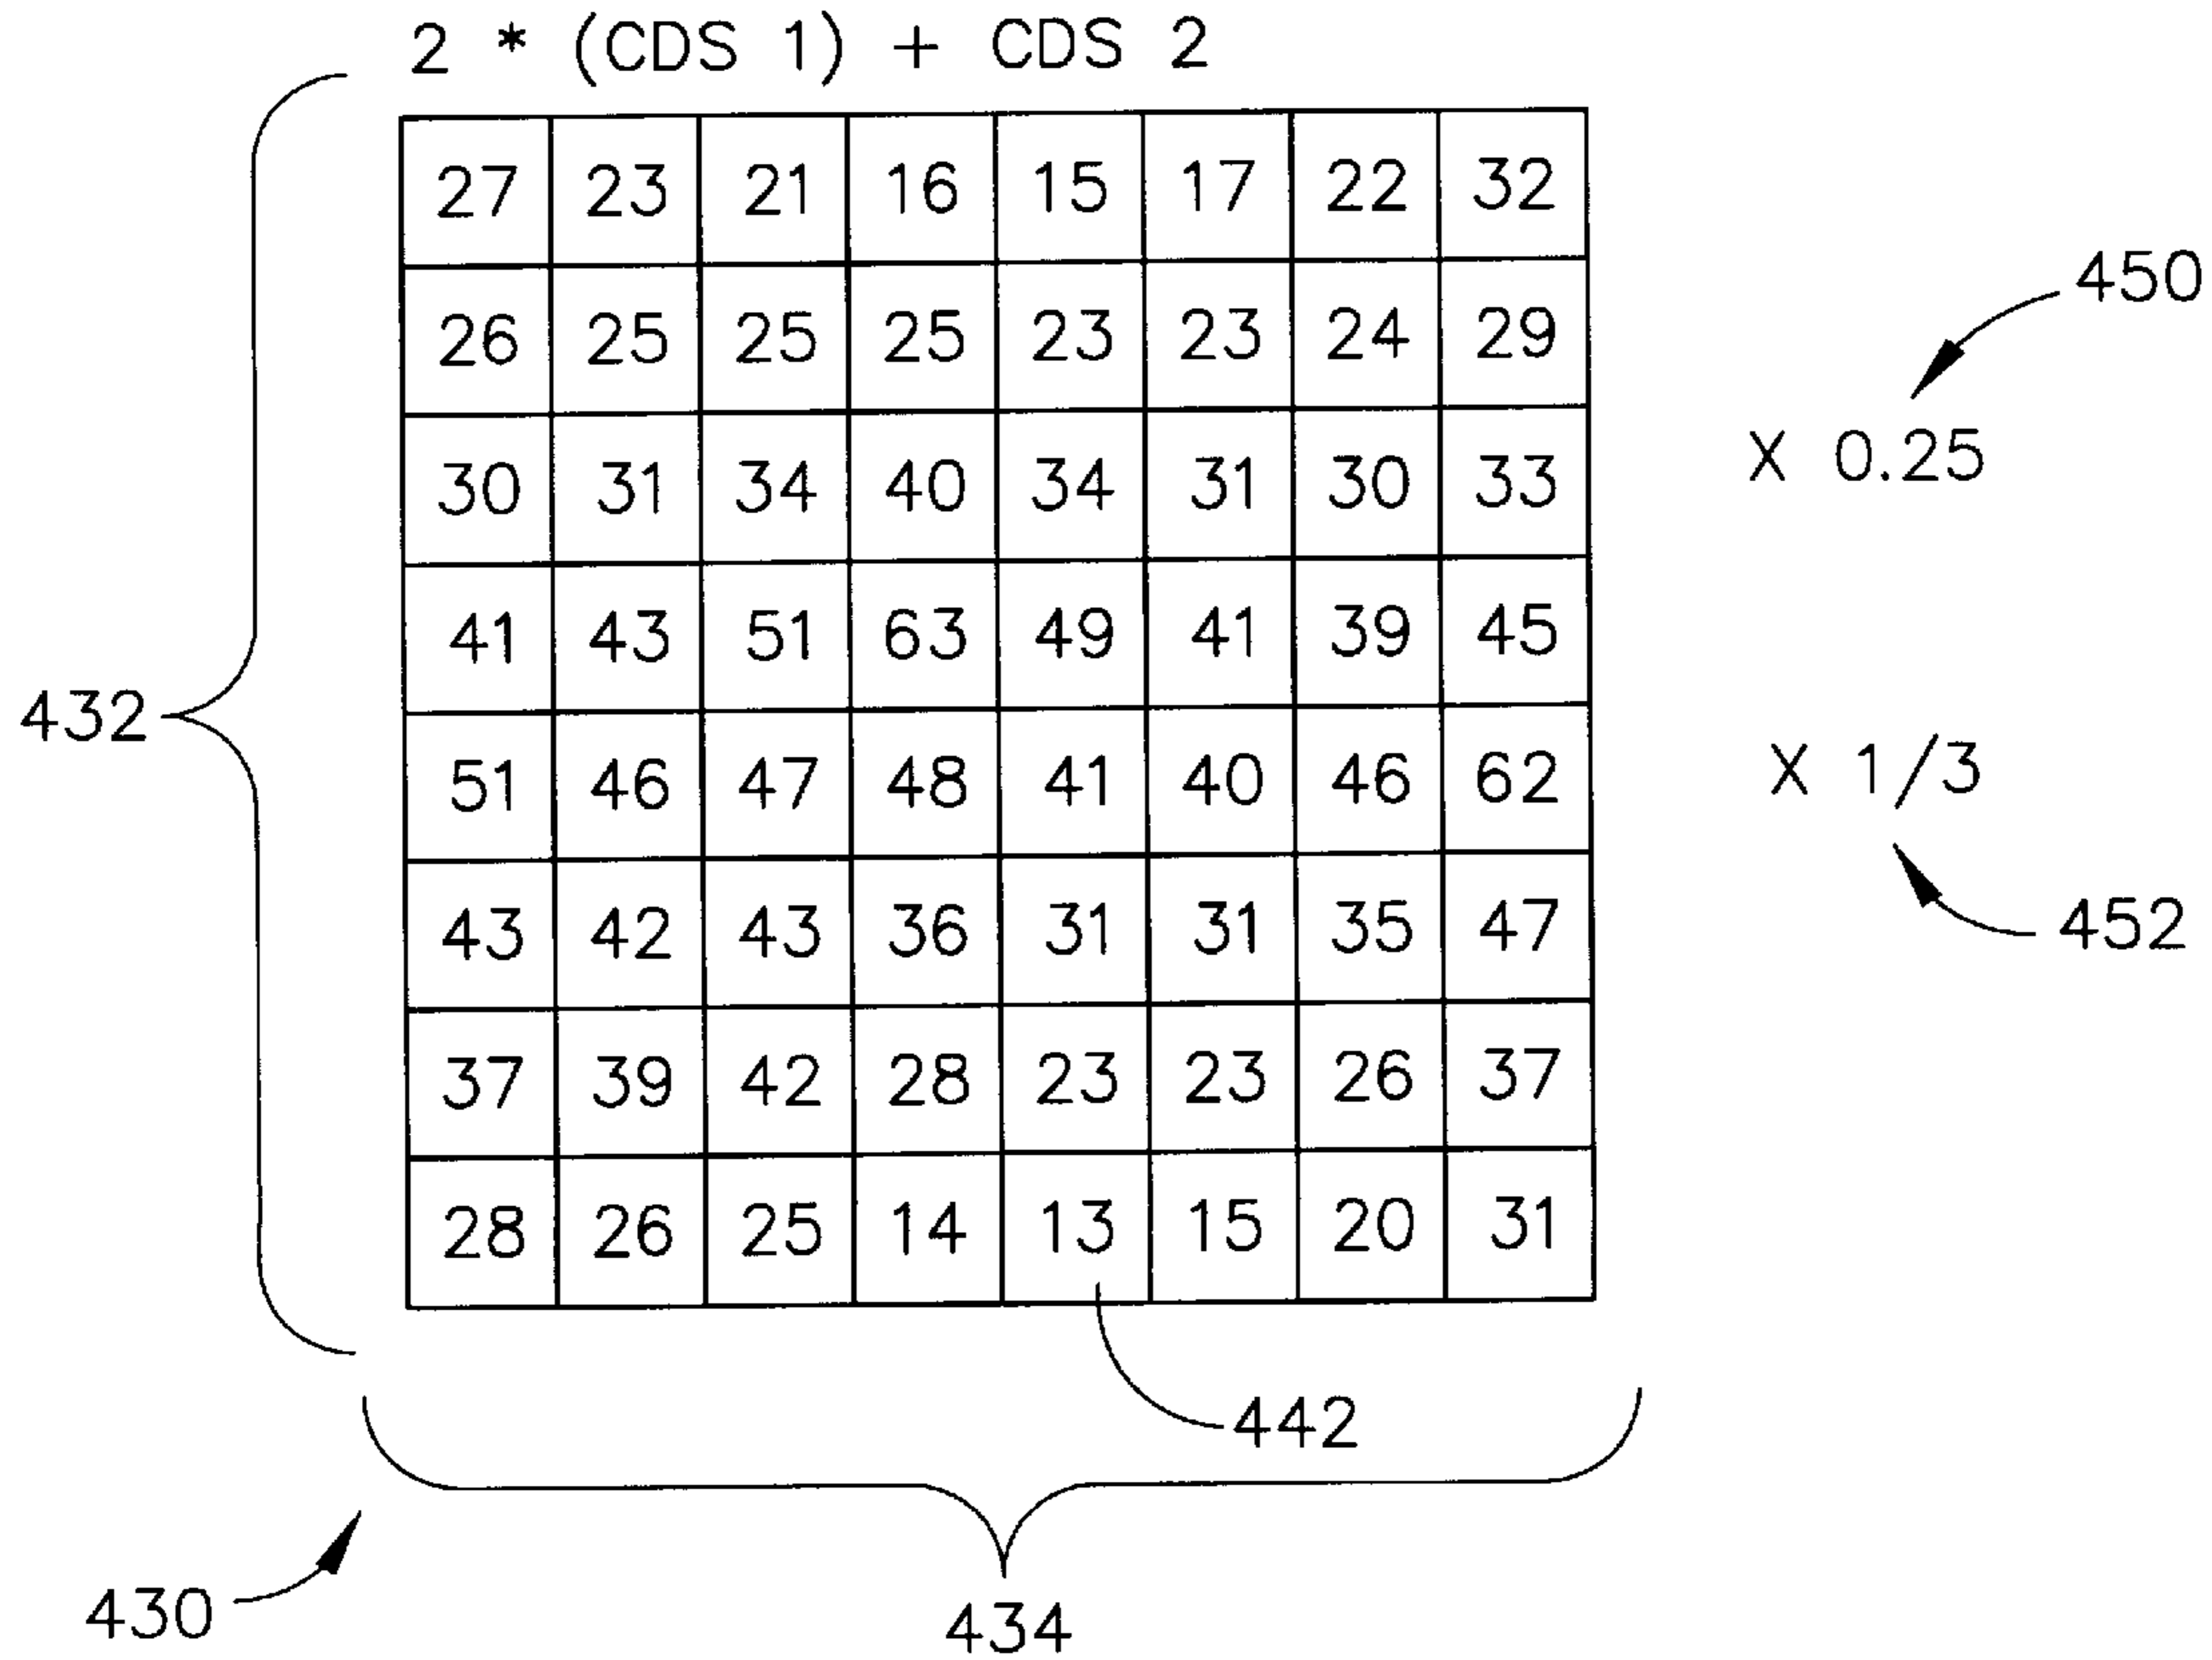 2 * (CDS 1) + CDS 2
27 23 21 16 15 17 22 32
450
26 25 25 25 23 23 24 29
30 31 34 40 34 31 30 33
X 0.25
41 43 51 63 49 41 39 45
432
51 46 47 48 41 40 46 62
X 1/3
43 42 43 36 31 31 35 47
452
37 39 42 28 23 23 26 37
28 26 25 14 13 15 20 31
442
430
434